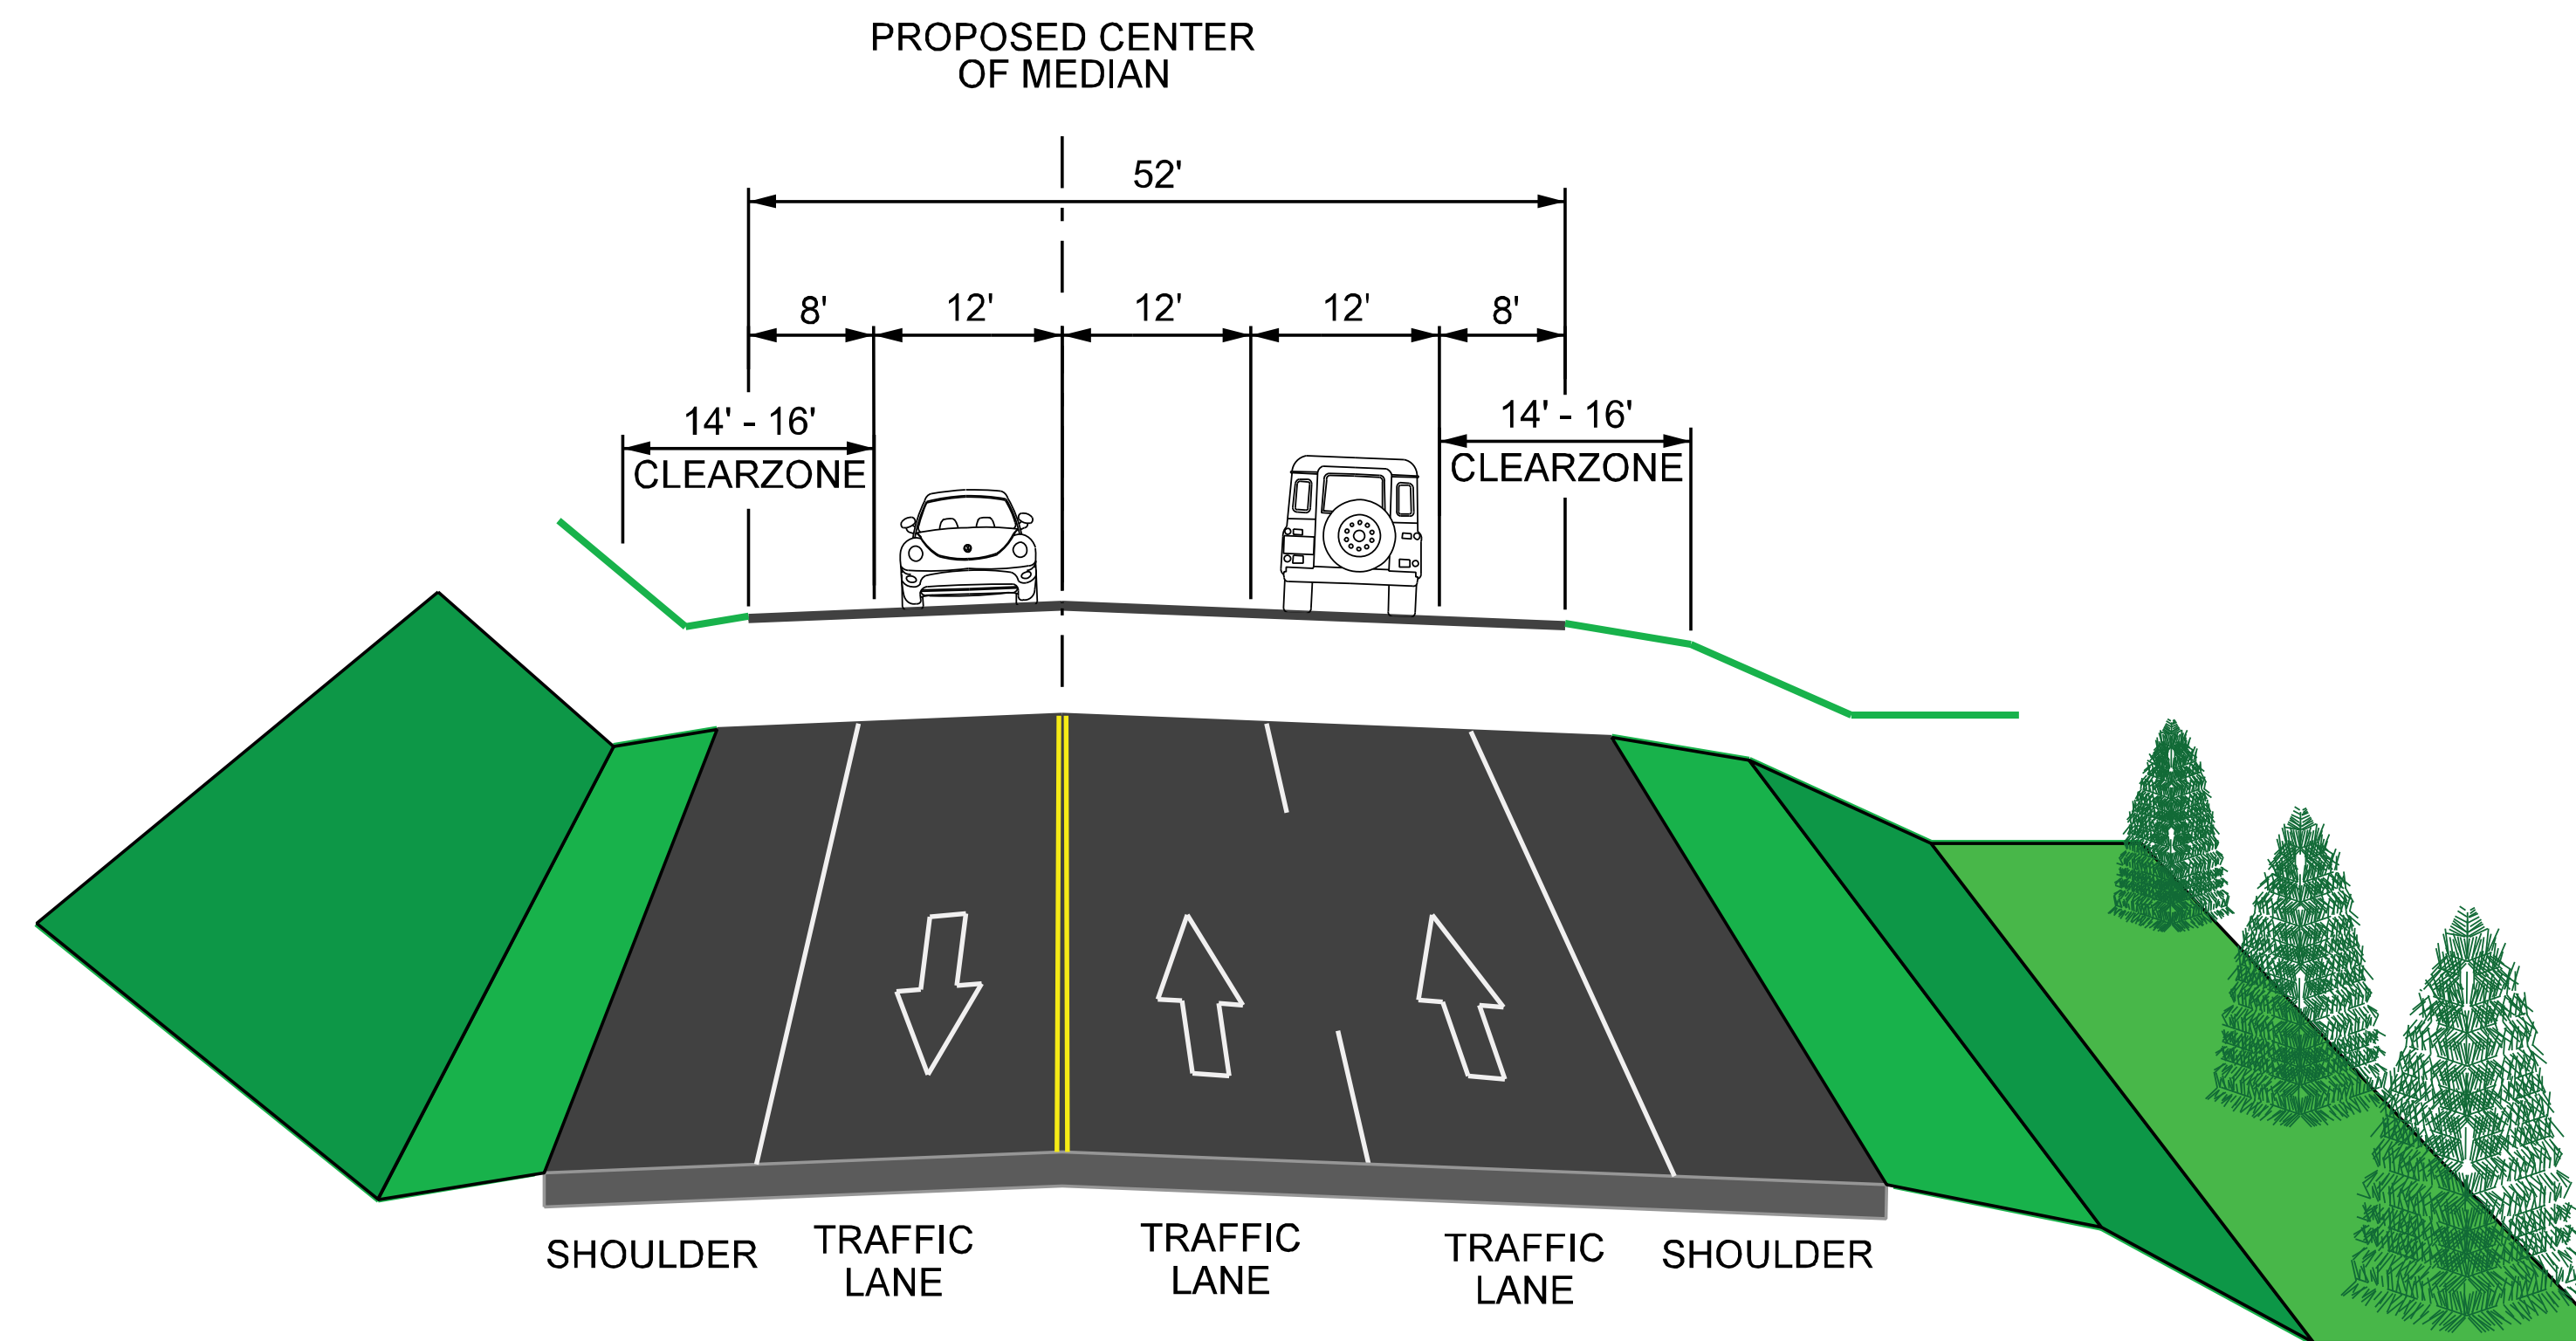 PROPOSED CENTER
OF MEDIAN
52'
8'
12'
12'
12'
8'
14' - 16'
CLEARZONE
14' - 16'
CLEARZONE
SHOULDER
TRAFFIC
LANE
TRAFFIC
LANE
TRAFFIC
LANE
SHOULDER